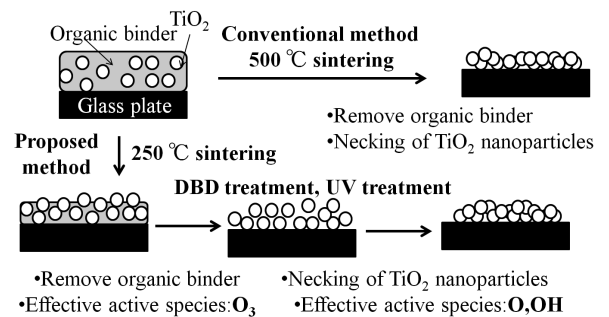 TiO₂
Organic binder
Glass plate
Conventional method
500 ℃ sintering
•Remove organic binder
•Necking of TiO₂ nanoparticles
Proposed
method
250 ℃ sintering
DBD treatment, UV treatment
•Remove organic binder
•Effective active species:O₃
•Necking of TiO₂ nanoparticles
•Effective active species:O,OH